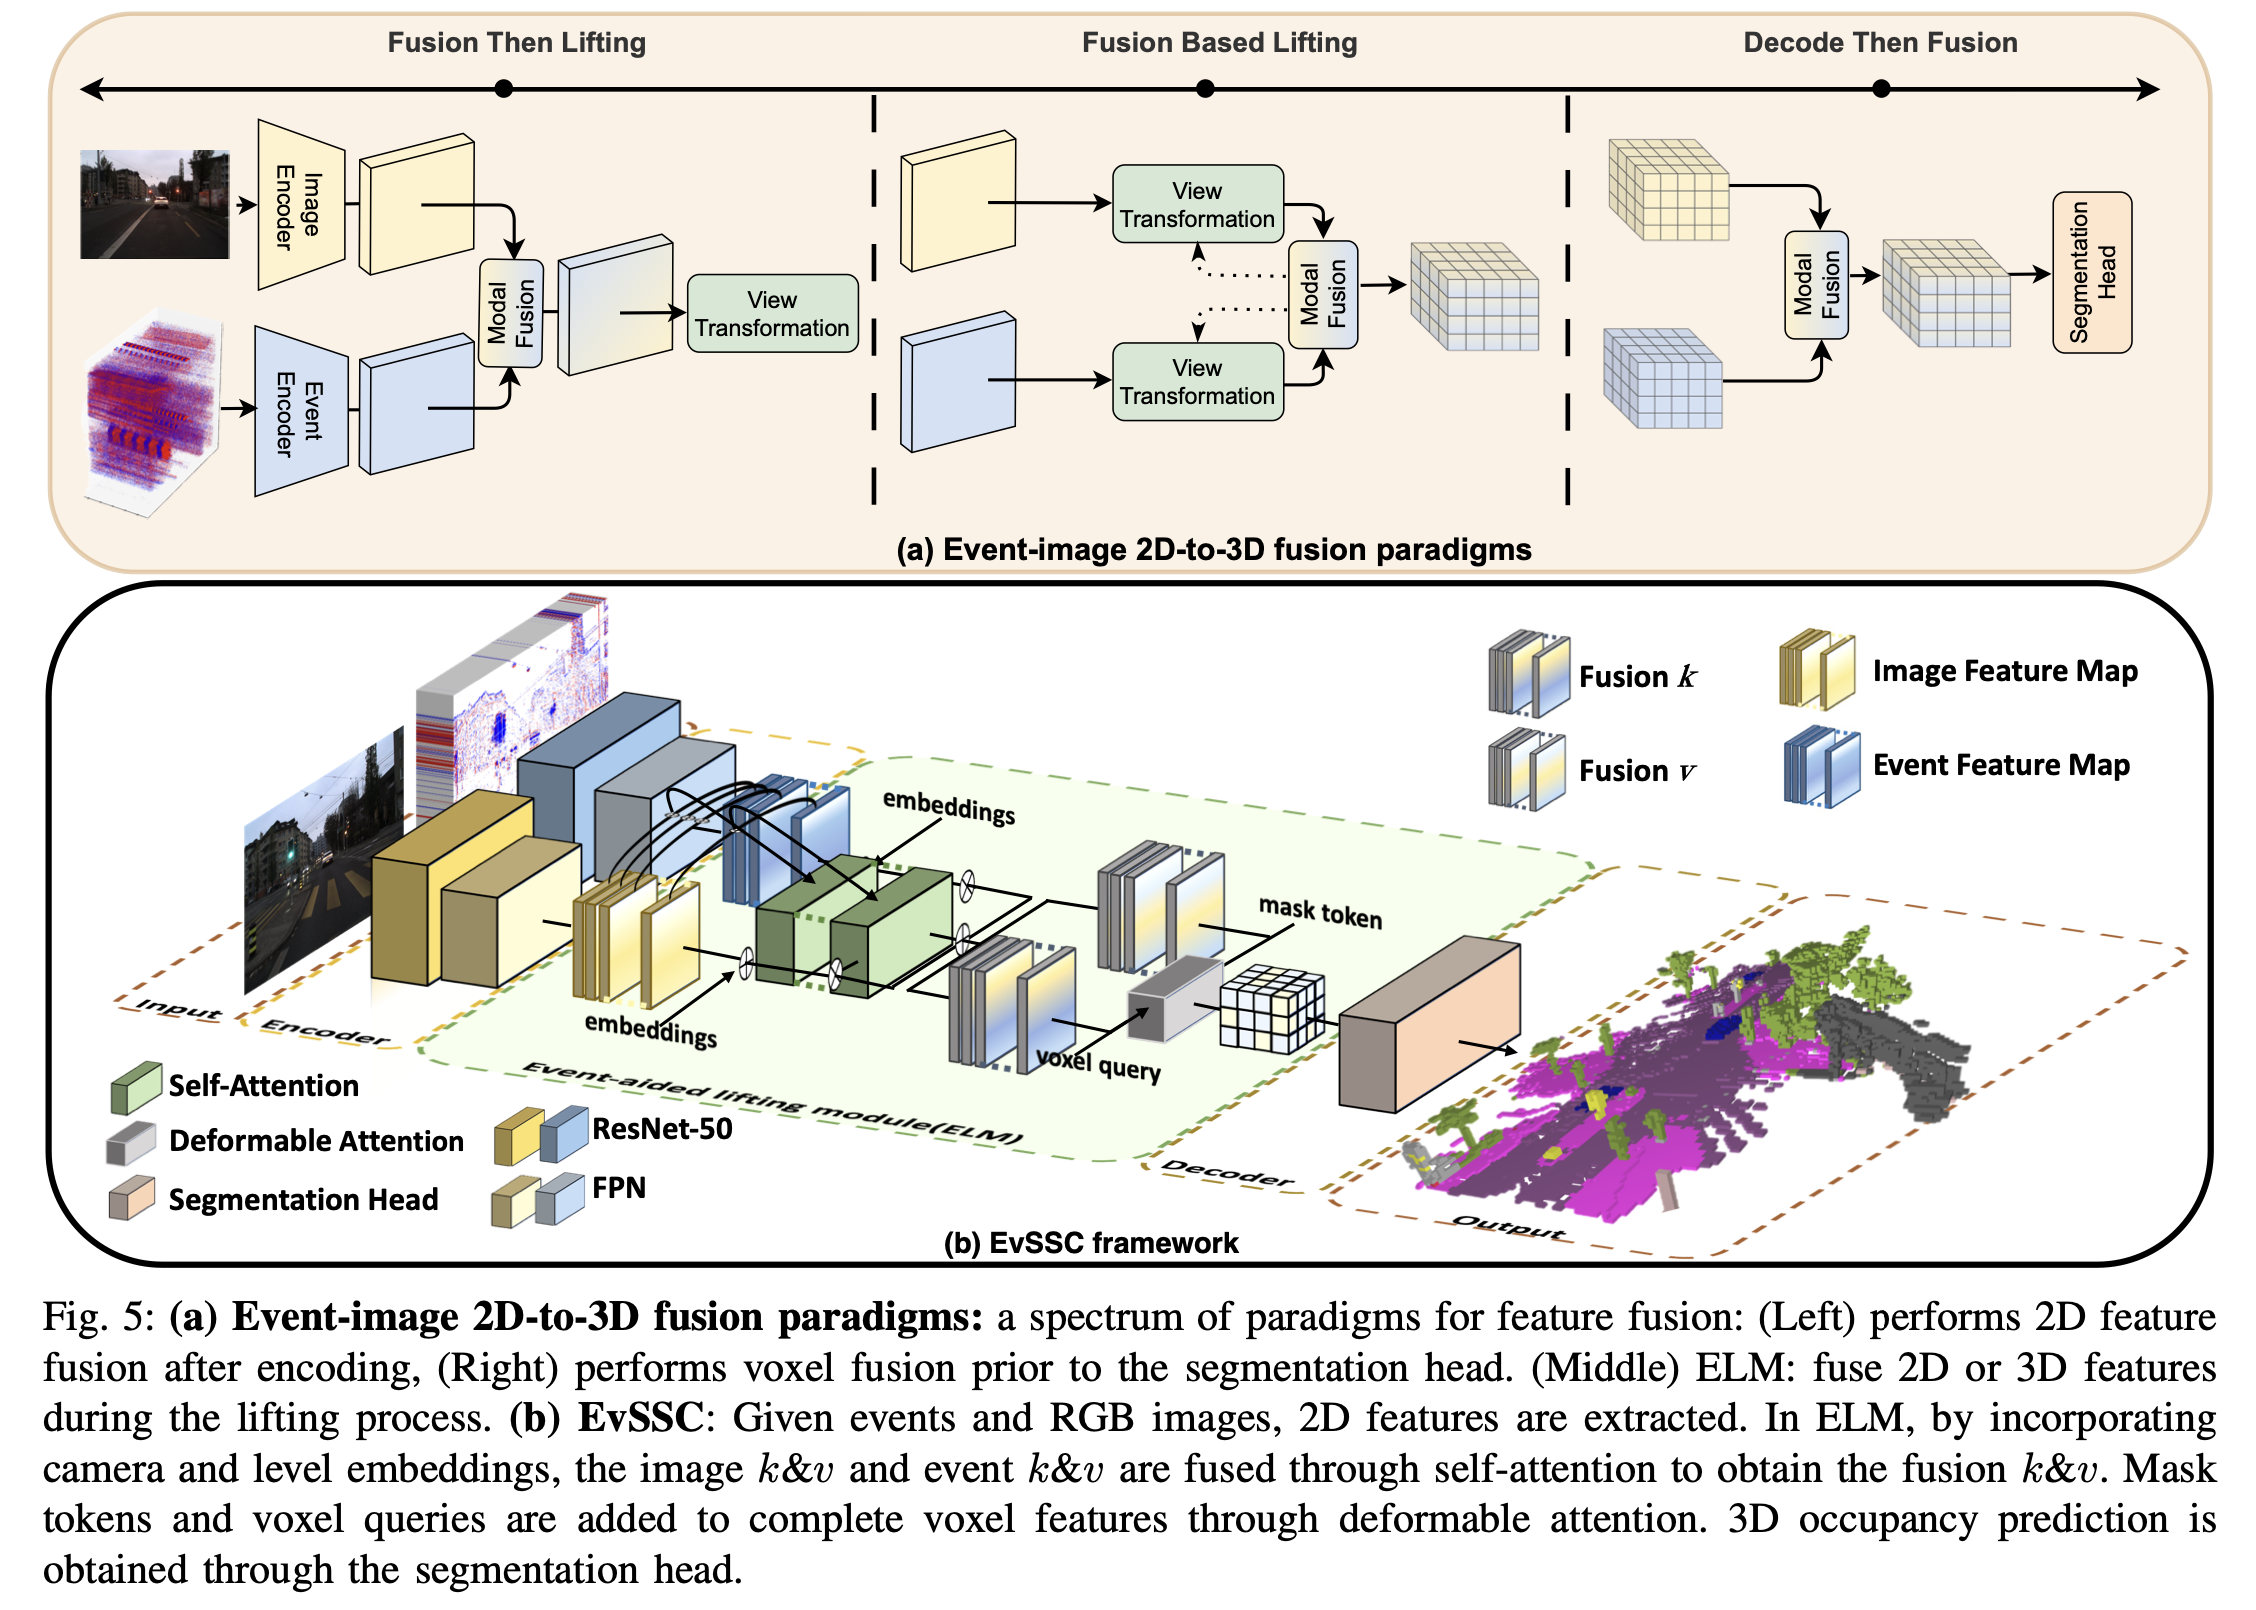 Fusion Then Lifting
Fusion Based Lifting
Decode Then Fusion
Image
Encoder
Event
Encoder
Modal
Fusion
View
Transformation
View
Transformation
View
Transformation
Modal
Fusion
Modal
Fusion
Segmentation
Head
(a) Event-image 2D-to-3D fusion paradigms
Fusion k
Image Feature Map
Fusion v
Event Feature Map
embeddings
mask token
embeddings
voxel query
Input
Encoder
Event-aided lifting module(ELM)
Decoder
Output
Self-Attention
Deformable Attention
Segmentation Head
ResNet-50
FPN
(b) EvSSC framework
Fig. 5: (a) Event-image 2D-to-3D fusion paradigms: a spectrum of paradigms for feature fusion: (Left) performs 2D feature
fusion after encoding, (Right) performs voxel fusion prior to the segmentation head. (Middle) ELM: fuse 2D or 3D features
during the lifting process. (b) EvSSC: Given events and RGB images, 2D features are extracted. In ELM, by incorporating
camera and level embeddings, the image k&v and event k&v are fused through self-attention to obtain the fusion k&v. Mask
tokens and voxel queries are added to complete voxel features through deformable attention. 3D occupancy prediction is
obtained through the segmentation head.